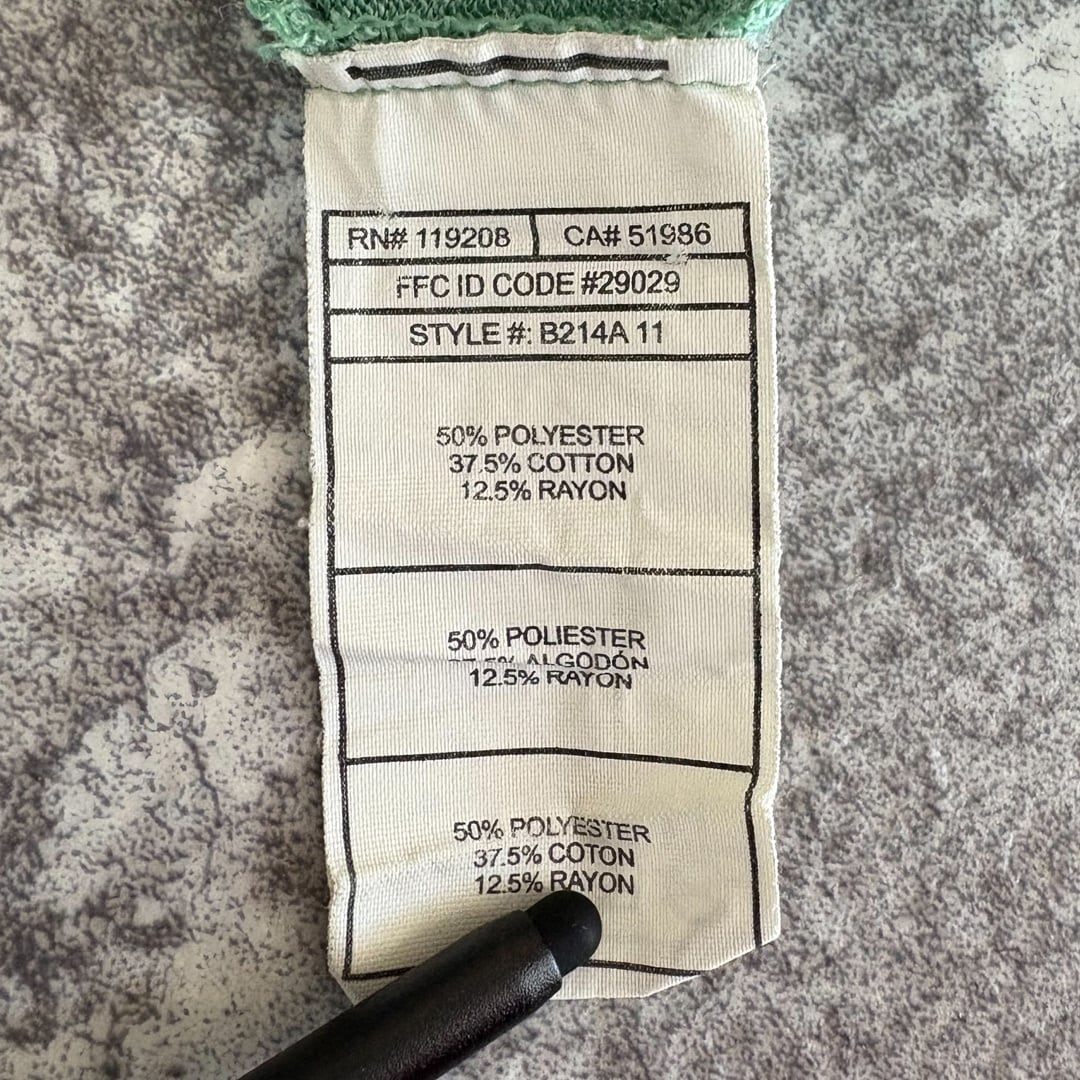 RN# 119208 CA# 51986
FFC ID CODE #29029
STYLE #: B214A 11
50% POLYESTER
37.5% COTTON
12.5% RAYON
50% POLIESTER
ALGODÓN
12.5% RAYON
50% POLYESTER
37.5% COTON
12.5% RAYON